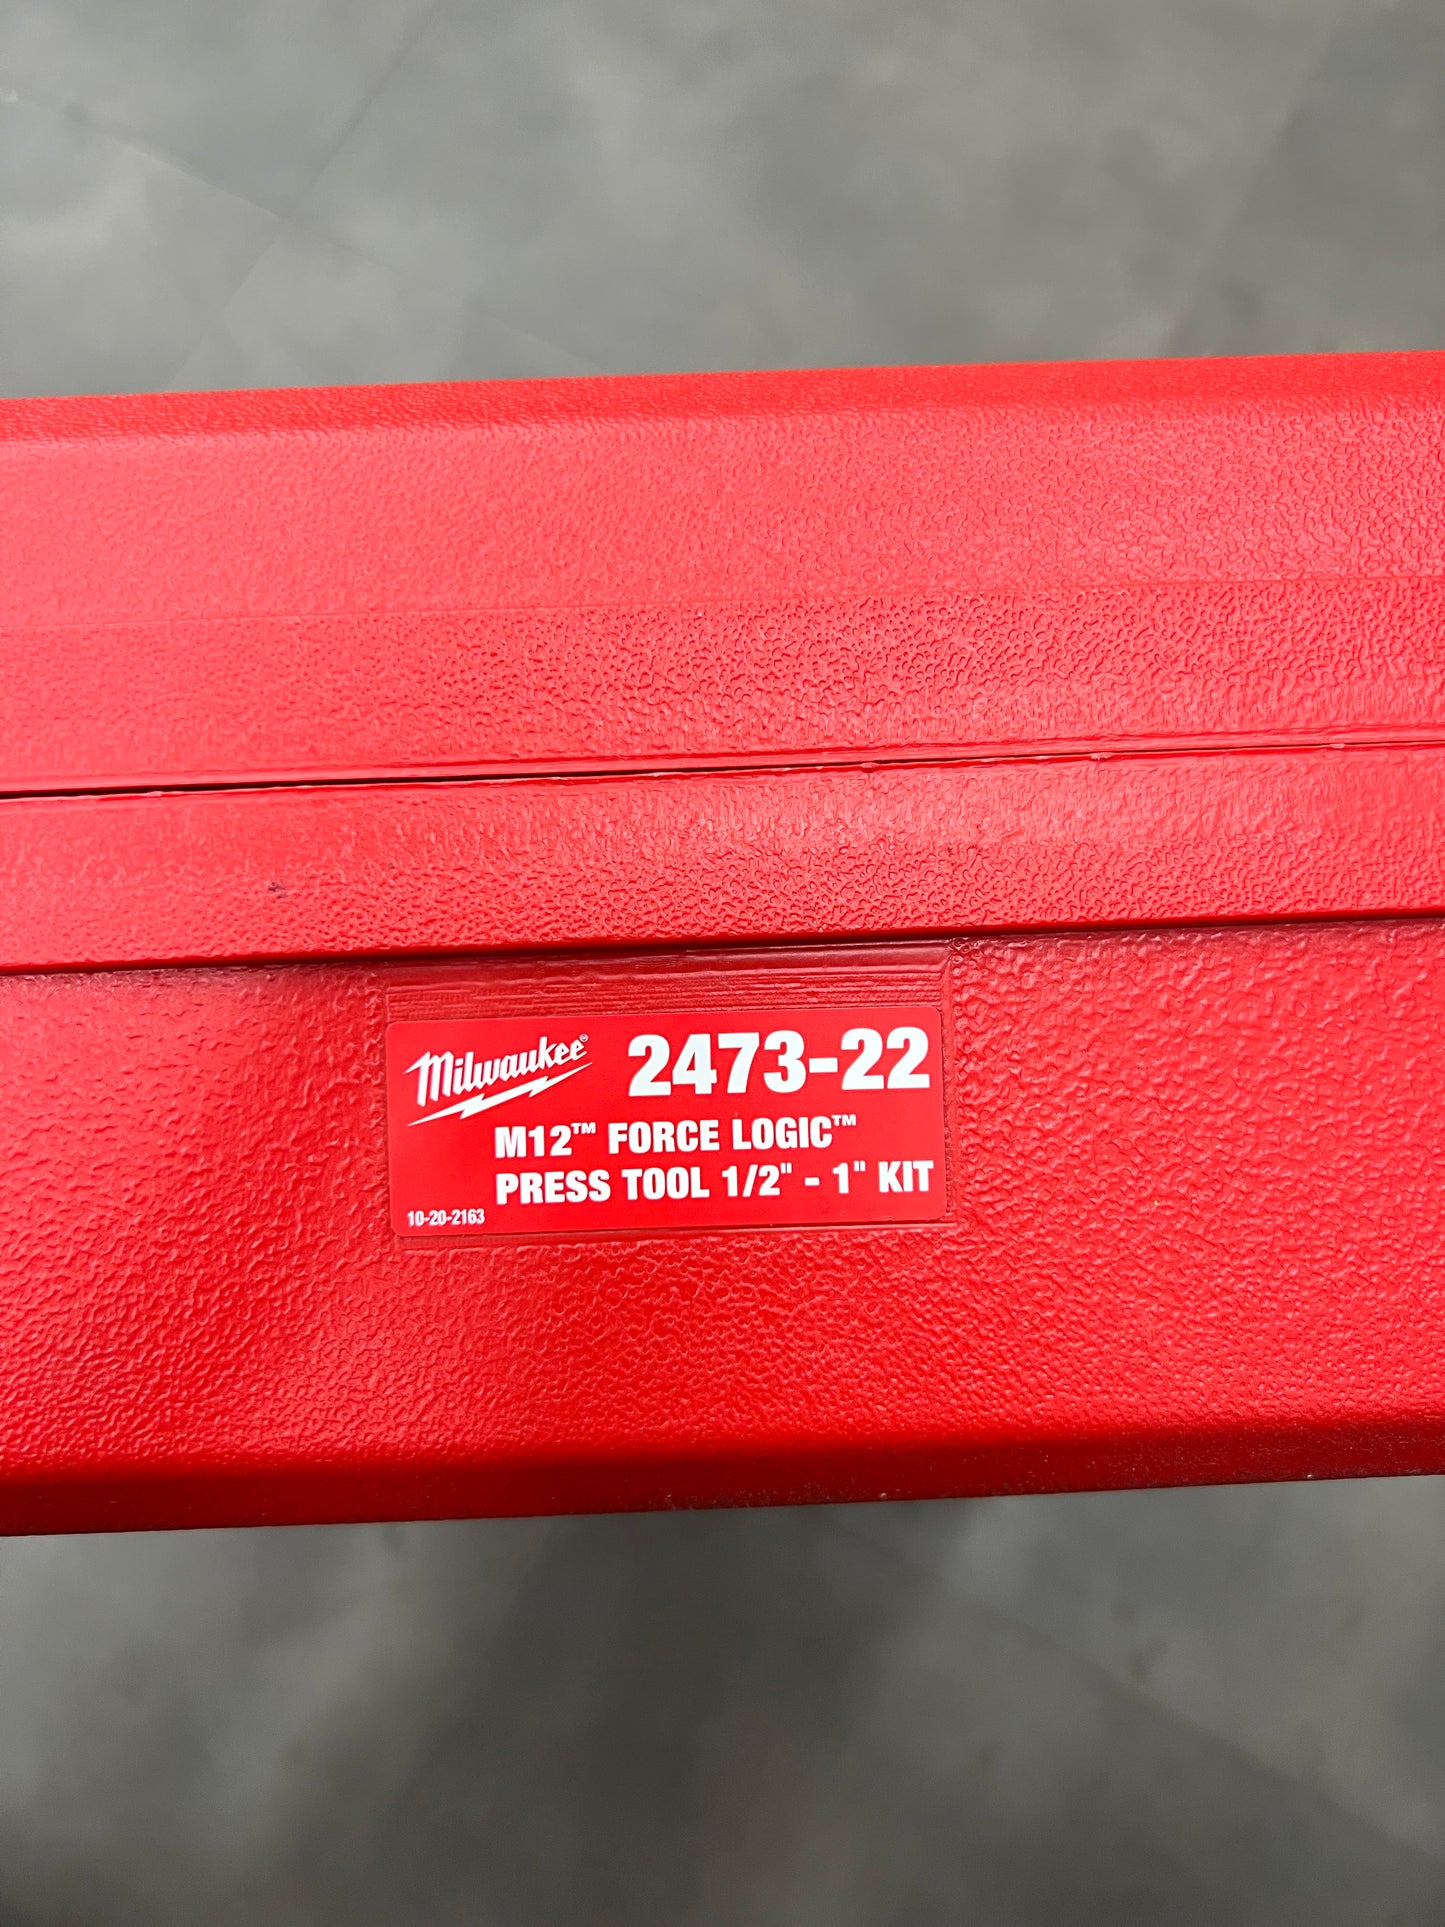 Milwaukee® 2473-22
M12™ FORCE LOGIC™
PRESS TOOL 1/2" - 1" KIT
10-20-2163